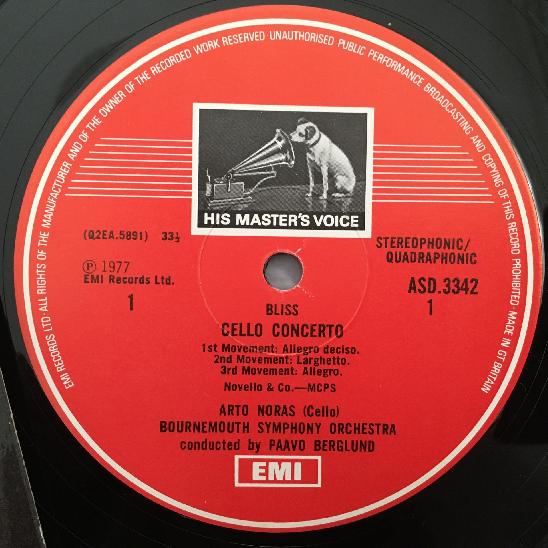 EMI RECORDS LTD · ALL RIGHTS OF THE MANUFACTURER AND OF THE OWNER OF THE RECORDED WORK RESERVED · UNAUTHORISED PUBLIC PERFORMANCE BROADCASTING AND COPYING OF THIS RECORD PROHIBITED · MADE IN GT BRITAIN
HIS MASTER'S VOICE
(Q2EA.5891) 33⅓
STEREOPHONIC/
QUADRAPHONIC
℗ 1977
EMI Records Ltd.
1
ASD.3342
1
BLISS
CELLO CONCERTO
1st Movement: Allegro deciso.
2nd Movement: Larghetto.
3rd Movement: Allegro.
Novello & Co.—MCPS
ARTO NORAS (Cello)
BOURNEMOUTH SYMPHONY ORCHESTRA
conducted by PAAVO BERGLUND
EMI